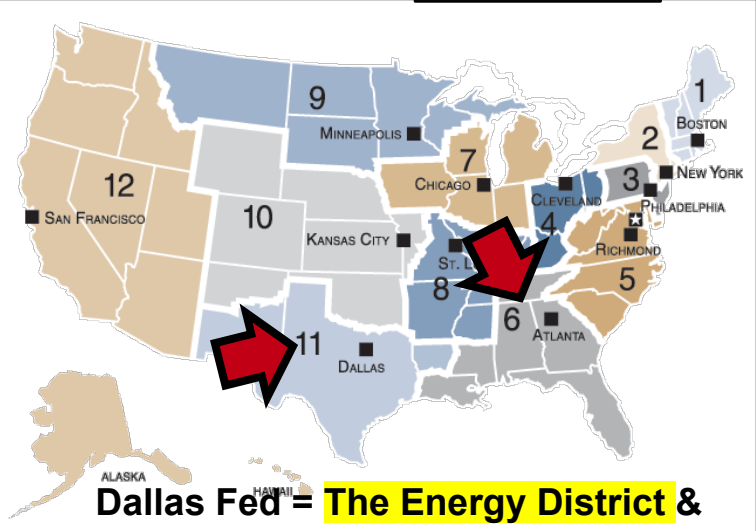 1
BOSTON
9
MINNEAPOLIS
2
7
NEW YORK
3
CHICAGO
CLEVELAND
12
PHILADELPHIA
10
4
SAN FRANCISCO
KANSAS CITY
RICHMOND
ST. L
5
8
6
ATLANTA
11
DALLAS
ALASKA
HAWAII
Dallas Fed = The Energy District &